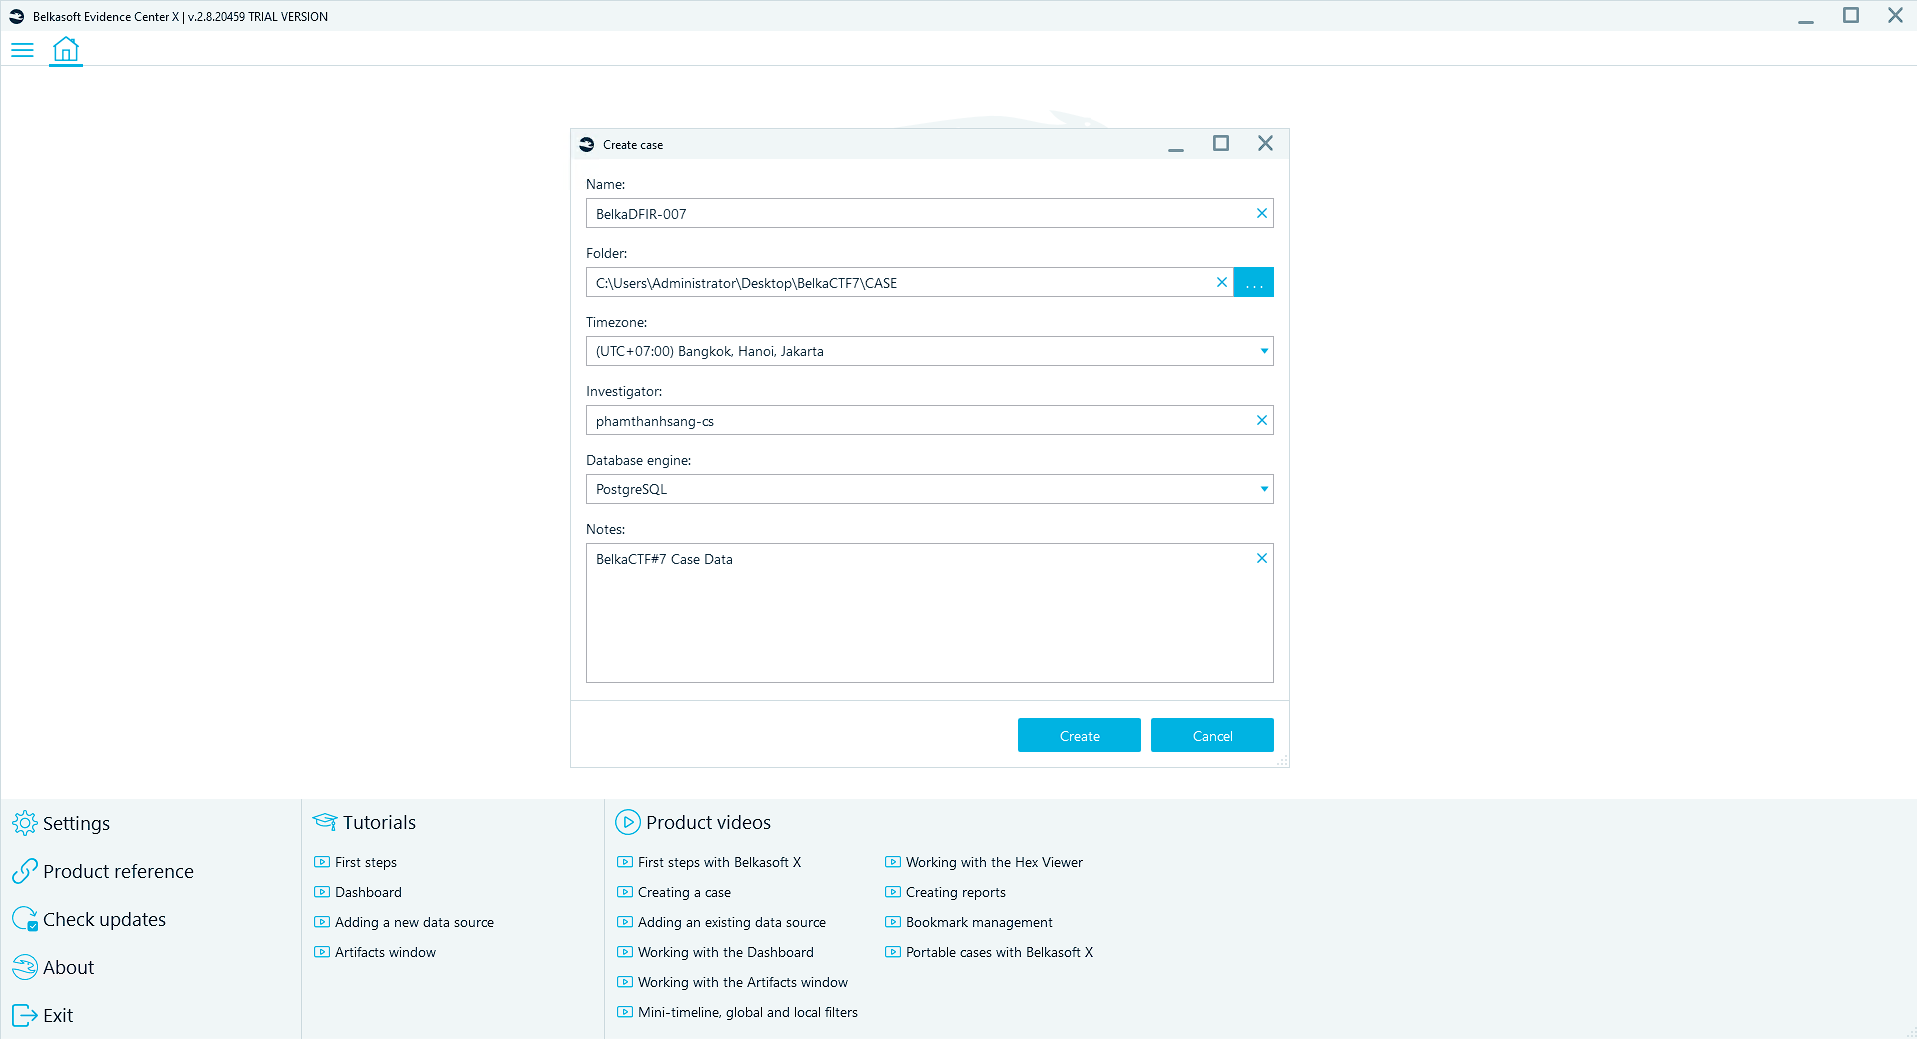 Belkasoft Evidence Center X | v.2.8.20459 TRIAL VERSION
Create case
Name:
BelkaDFIR-007
Folder:
C:\Users\Administrator\Desktop\BelkaCTF7\CASE
...
Timezone:
(UTC+07:00) Bangkok, Hanoi, Jakarta
Investigator:
phamthanhsang-cs
Database engine:
PostgreSQL
Notes:
BelkaCTF#7 Case Data
Create
Cancel
Settings
Product reference
Check updates
About
Exit
Tutorials
First steps
Dashboard
Adding a new data source
Artifacts window
Product videos
First steps with Belkasoft X
Creating a case
Adding an existing data source
Working with the Dashboard
Working with the Artifacts window
Mini-timeline, global and local filters
Working with the Hex Viewer
Creating reports
Bookmark management
Portable cases with Belkasoft X